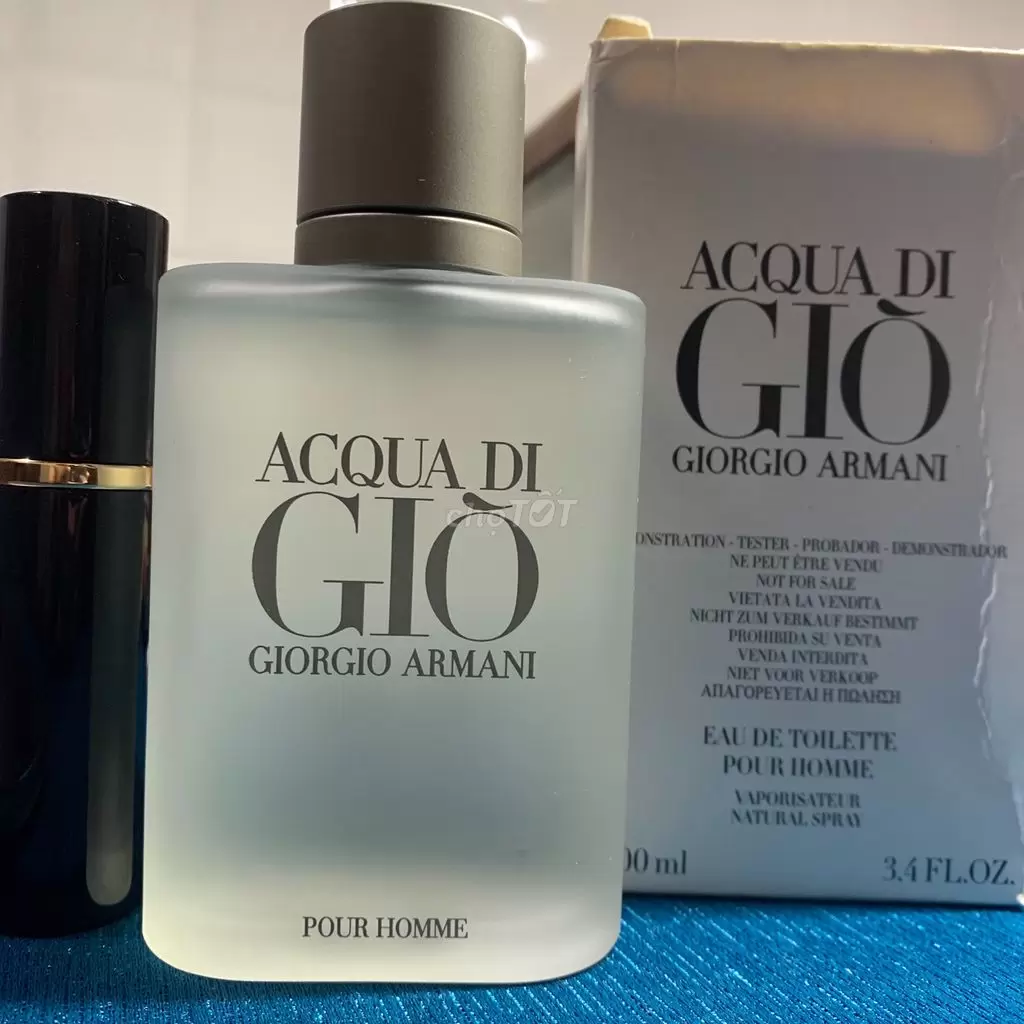 ACQUA DI
GIÒ
GIORGIO ARMANI
POUR HOMME
chợTỐT
ACQUA DI
GIÒ
GIORGIO ARMANI
ONSTRATION - TESTER - PROBADOR - DEMONSTRADOR
NE PEUT ÊTRE VENDU
NOT FOR SALE
VIETATA LA VENDITA
NICHT ZUM VERKAUF BESTIMMT
PROHIBIDA SU VENTA
VENDA INTERDITA
NIET VOOR VERKOOP
ΑΠΑΓΟΡΕΥΕΤΑΙ Η ΠΩΛΗΣΗ
EAU DE TOILETTE
POUR HOMME
VAPORISATEUR
NATURAL SPRAY
00 ml
3.4 FL.OZ.